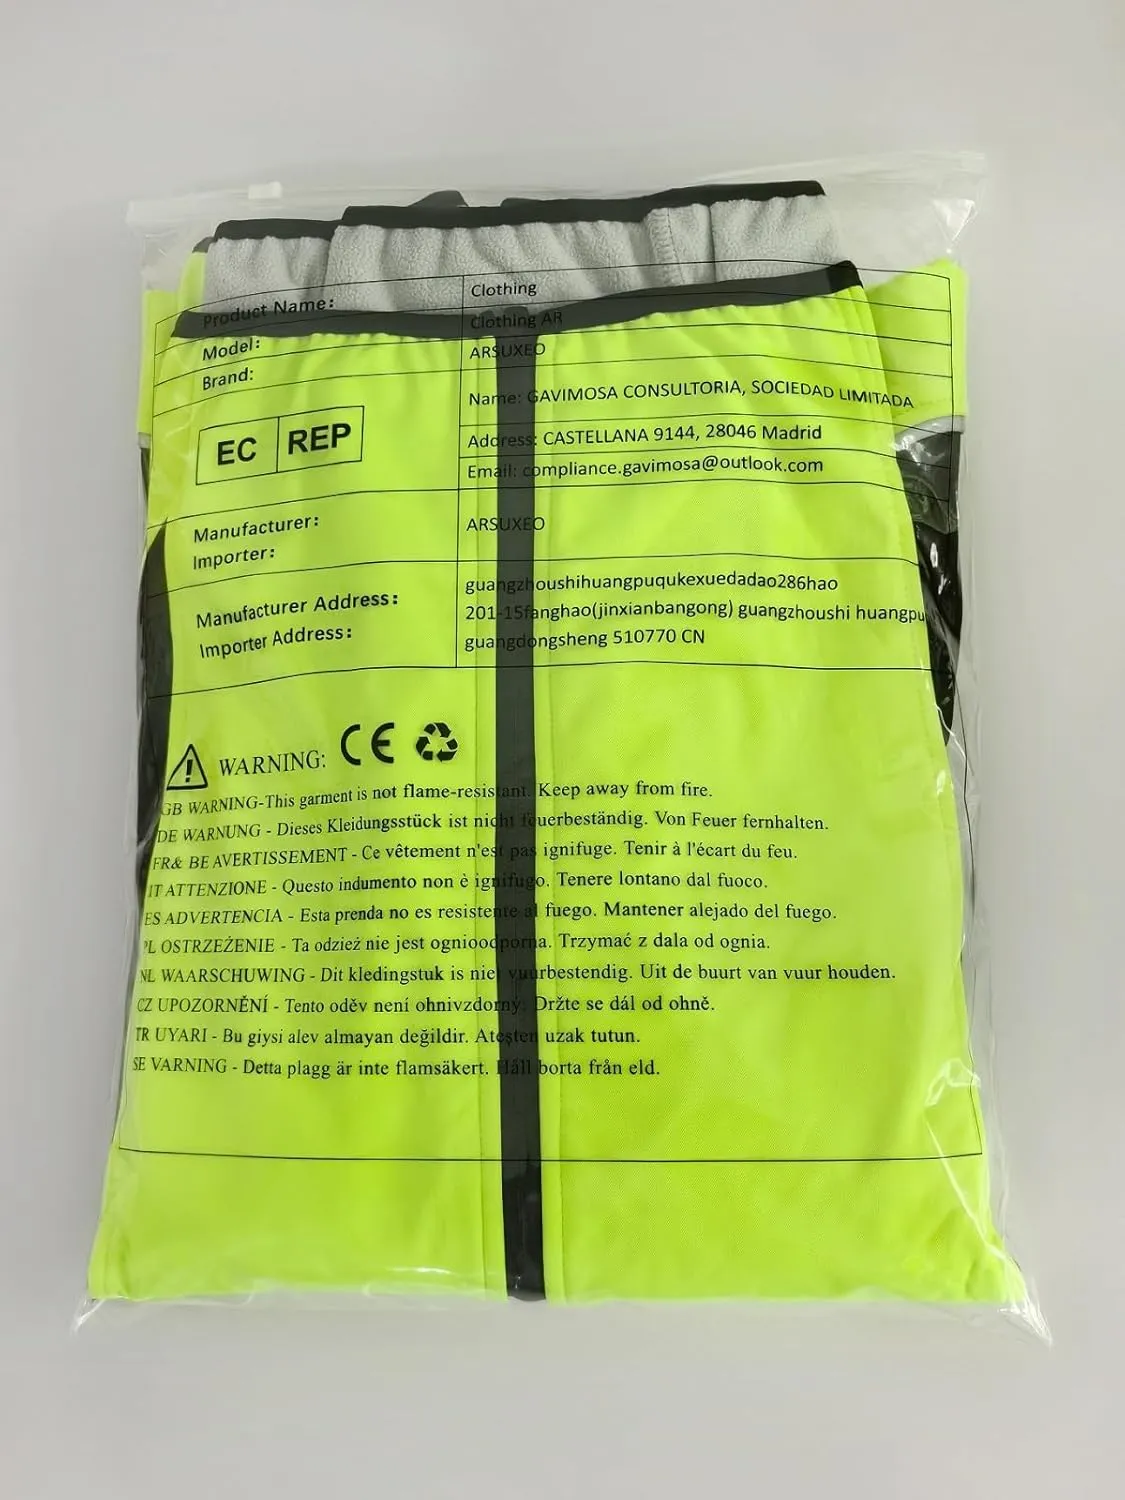 Product Name: Clothing
Model: Clothing AR
Brand: ARSUXEO
EC REP
Name: GAVIMOSA CONSULTORIA, SOCIEDAD LIMITADA
Address: CASTELLANA 9144, 28046 Madrid
Email: compliance.gavimosa@outlook.com
Manufacturer:
Importer:
ARSUXEO
Manufacturer Address:
Importer Address:
guangzhoushihuangpuqukexuedadao286hao
201-15fanghao(jinxianbangong) guangzhoushi huangpu
guangdongsheng 510770 CN
WARNING: CE
GB WARNING-This garment is not flame-resistant. Keep away from fire.
DE WARNUNG - Dieses Kleidungsstück ist nicht feuerbeständig. Von Feuer fernhalten.
FR& BE AVERTISSEMENT - Ce vêtement n'est pas ignifuge. Tenir à l'écart du feu.
IT ATTENZIONE - Questo indumento non è ignifugo. Tenere lontano dal fuoco.
ES ADVERTENCIA - Esta prenda no es resistente al fuego. Mantener alejado del fuego.
PL OSTRZEŻENIE - Ta odzież nie jest ognioodporna. Trzymać z dala od ognia.
NL WAARSCHUWING - Dit kledingstuk is niet vuurbestendig. Uit de buurt van vuur houden.
CZ UPOZORNĚNÍ - Tento oděv není ohnivzdorný. Držte se dál od ohně.
TR UYARI - Bu giysi alev almayan değildir. Ateşten uzak tutun.
SE VARNING - Detta plagg är inte flamsäkert. Håll borta från eld.